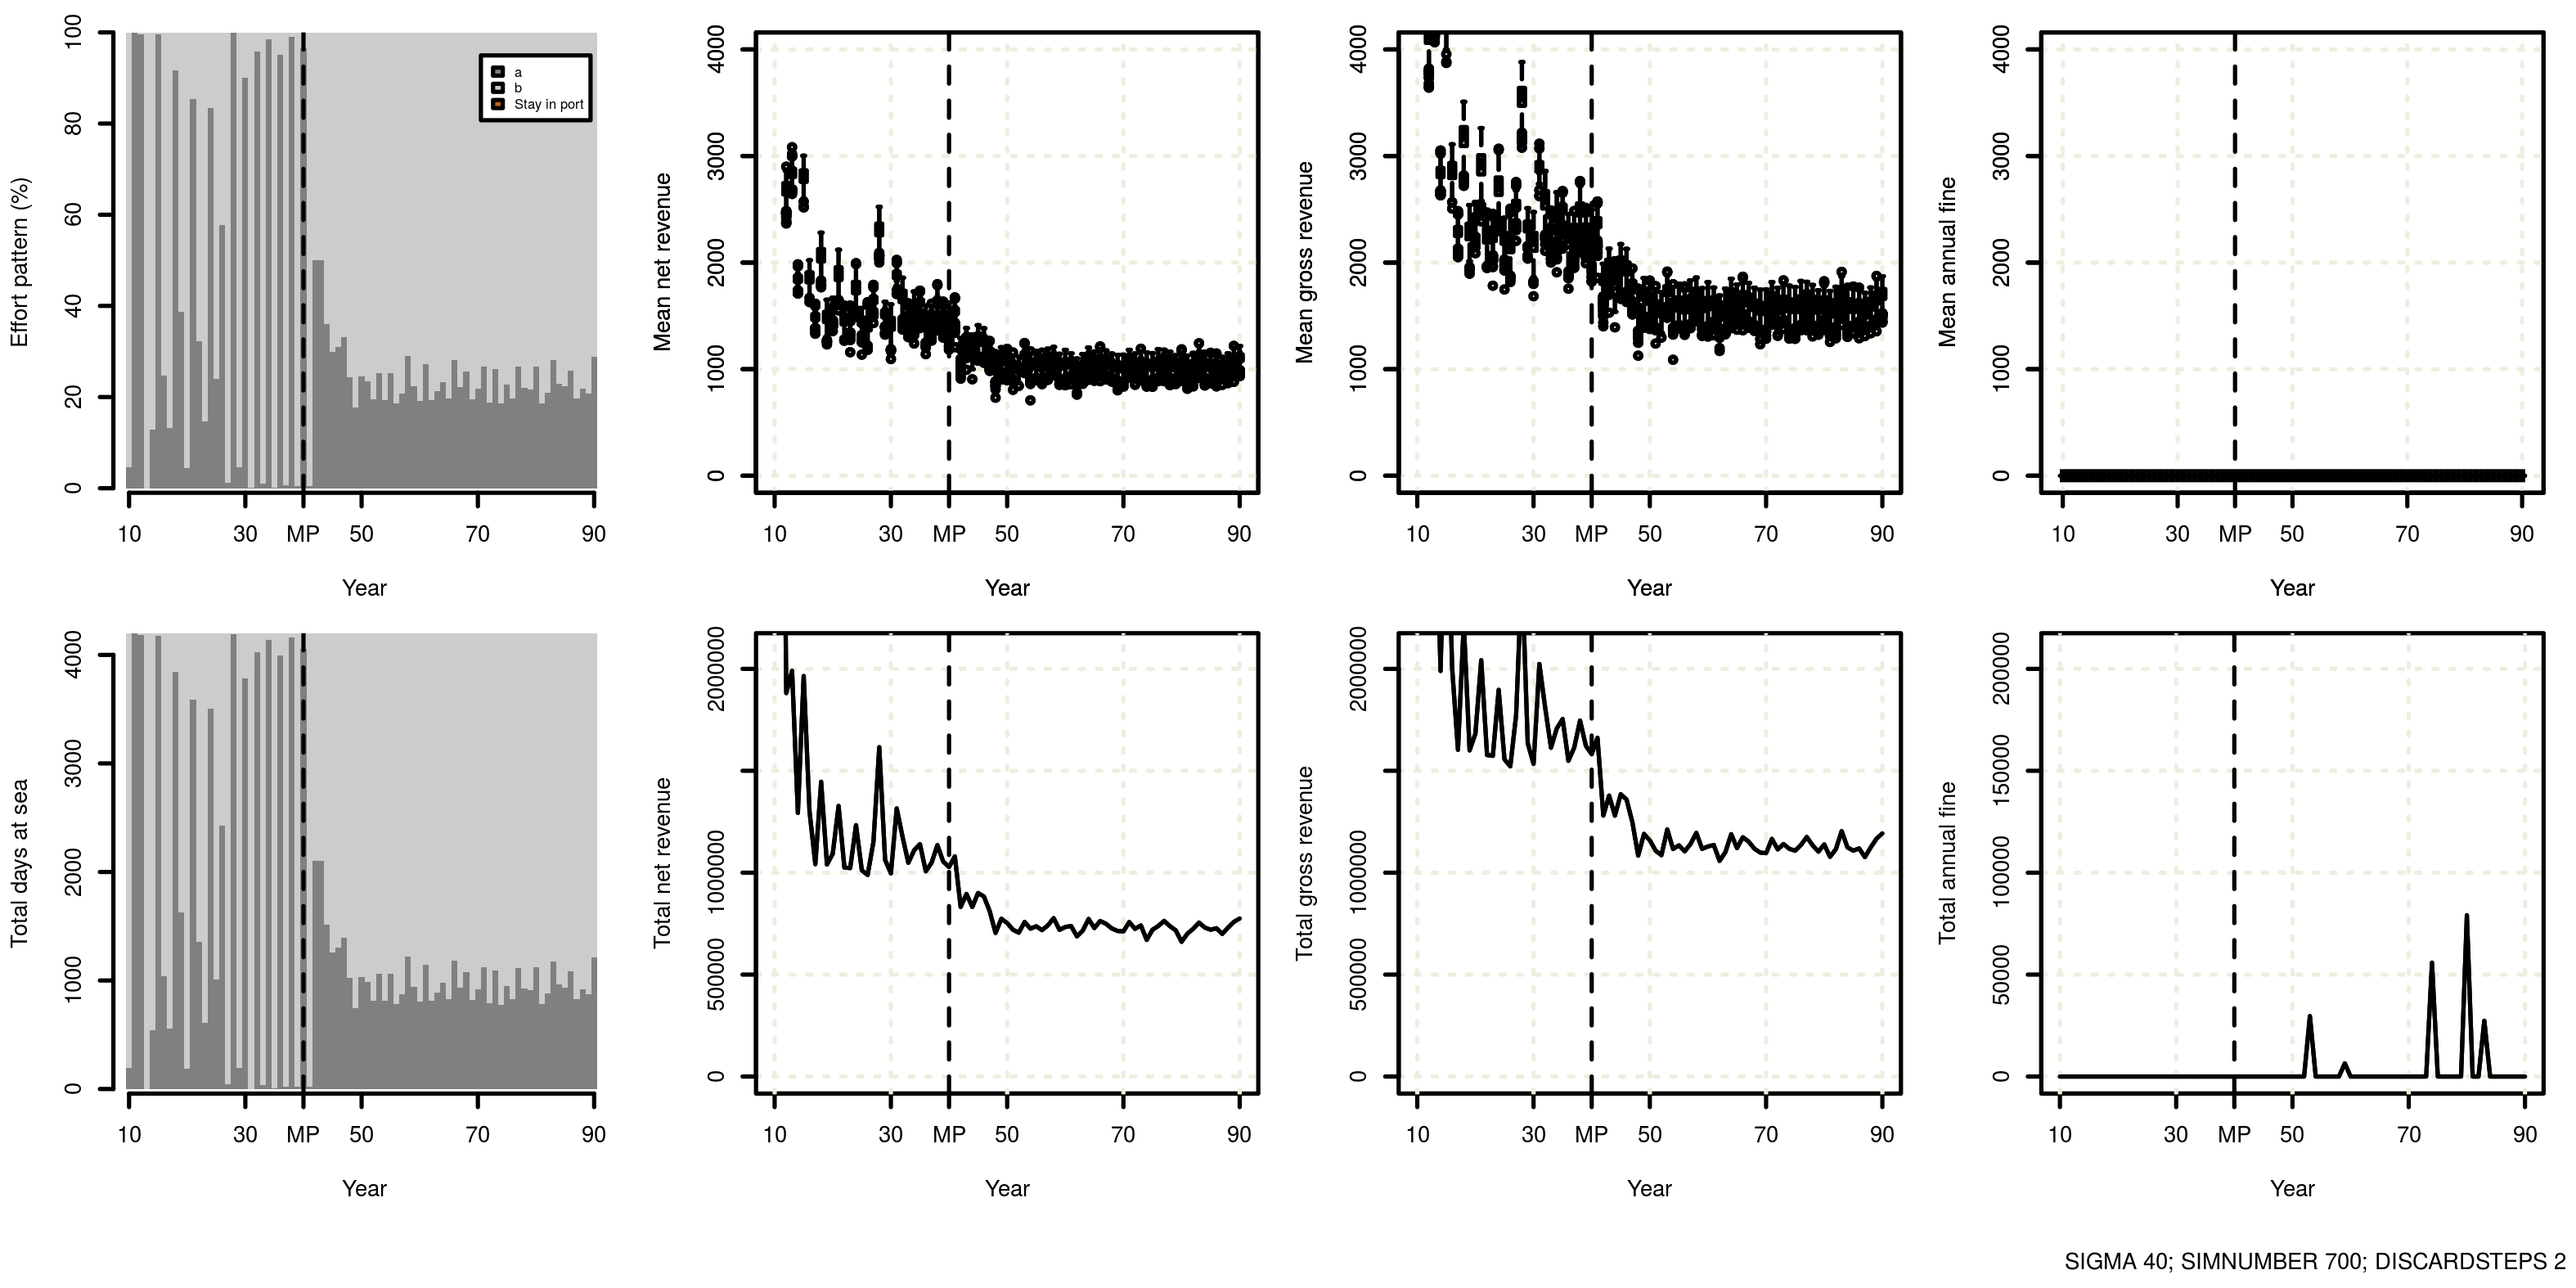 Effort pattern (%)
100
80
60
40
20
0
a
b
Stay in port
10 30 MP 50 70 90
Year
Mean net revenue
4000
3000
2000
1000
0
10 30 MP 50 70 90
Year
Mean gross revenue
4000
3000
2000
1000
0
10 30 MP 50 70 90
Year
Mean annual fine
4000
3000
2000
1000
0
10 30 MP 50 70 90
Year
Total days at sea
4000
3000
2000
1000
0
10 30 MP 50 70 90
Year
Total net revenue
2000000
1000000
500000
0
10 30 MP 50 70 90
Year
Total gross revenue
2000000
1000000
500000
0
10 30 MP 50 70 90
Year
Total annual fine
200000
150000
100000
50000
0
10 30 MP 50 70 90
Year
SIGMA 40; SIMNUMBER 700; DISCARDSTEPS 2